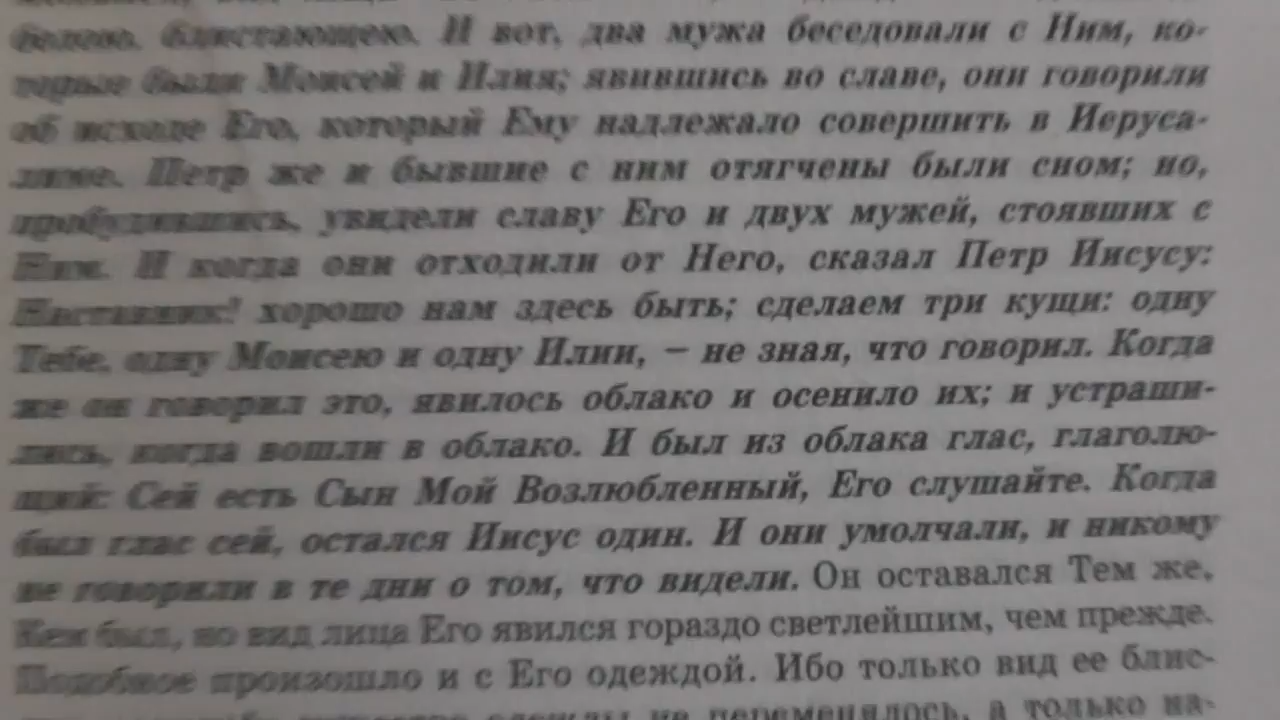 белою, блистающею. И вот, два мужа беседовали с Ним, ко-
торые были Моисей и Илия; явившись во славе, они говорили
об исходе Его, который Ему надлежало совершить в Иеруса-
лиме. Петр же и бывшие с ним отягчены были сном; но,
пробудившись, увидели славу Его и двух мужей, стоявших с
Ним. И когда они отходили от Него, сказал Петр Иисусу:
Наставник! хорошо нам здесь быть; сделаем три кущи: одну
Тебе, одну Моисею и одну Илии, – не зная, что говорил. Когда
же он говорил это, явилось облако и осенило их; и устраши-
лись, когда вошли в облако. И был из облака глас, глаголю-
щий: Сей есть Сын Мой Возлюбленный, Его слушайте. Когда
был глас сей, остался Иисус один. И они умолчали, и никому
не говорили в те дни о том, что видели. Он оставался Тем же,
Кем был, но вид лица Его явился гораздо светлейшим, чем прежде.
Подобное произошло и с Его одеждой. Ибо только вид ее блис-
одежды не переменялось, а только на-